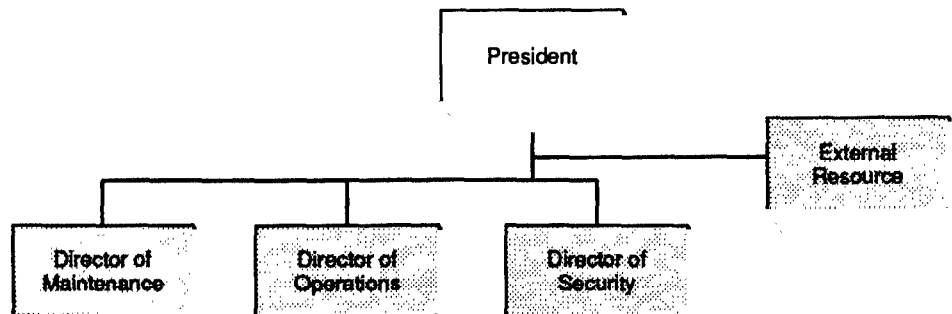 President
External
Resource
Director of
Maintenance
Director of
Operations
Director of
Security